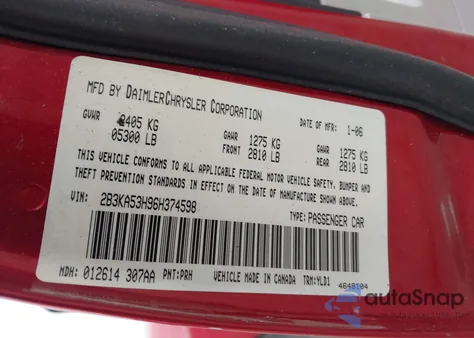 MFD BY DAIMLERCHRYSLER CORPORATION DATE OF MFR: 1-06
GVWR 2405 KG GAWR 1275 KG GAWR 1275 KG
05300 LB FRONT 2810 LB REAR 2810 LB
THIS VEHICLE CONFORMS TO ALL APPLICABLE FEDERAL MOTOR VEHICLE SAFETY, BUMPER AND
THEFT PREVENTION STANDARDS IN EFFECT ON THE DATE OF MANUFACTURE SHOWN ABOVE.
VIN: 2B3KA53H96H374598 TYPE: PASSENGER CAR
MDH: 012614 307AA PNT: PRH VEHICLE MADE IN CANADA TRM: YLD1 4648104
autoSnap